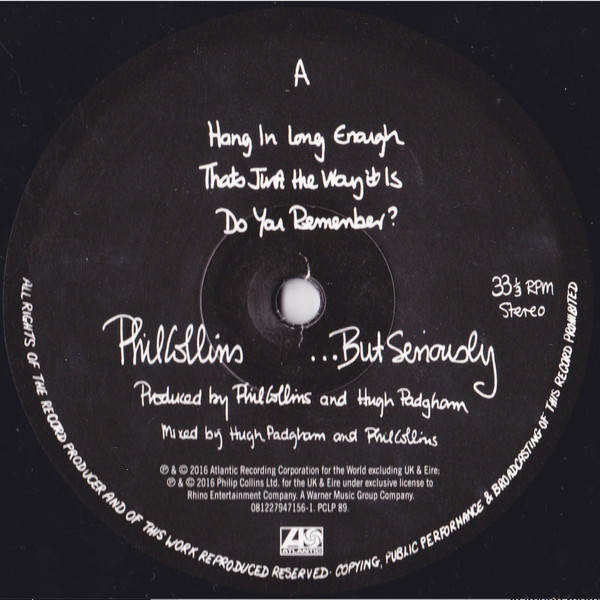 A
Hang In Long Enough
Thats Just the Way it Is
Do You Remember?
33⅓ RPM
Stereo
Phil Collins ...But Seriously
Produced by Phil Collins and Hugh Padgham
Mixed by Hugh Padgham and Phil Collins
℗ & © 2016 Atlantic Recording Corporation for the World excluding UK & Eire;
℗ & © 2016 Philip Collins Ltd. for the UK & Eire under exclusive license to
Rhino Entertainment Company. A Warner Music Group Company.
081227947156-1. PCLP 89.
ATLANTIC
ALL RIGHTS OF THE RECORD PRODUCER AND OF THIS WORK REPRODUCED RESERVED · COPYING, PUBLIC PERFORMANCE & BROADCASTING OF THIS RECORD PROHIBITED